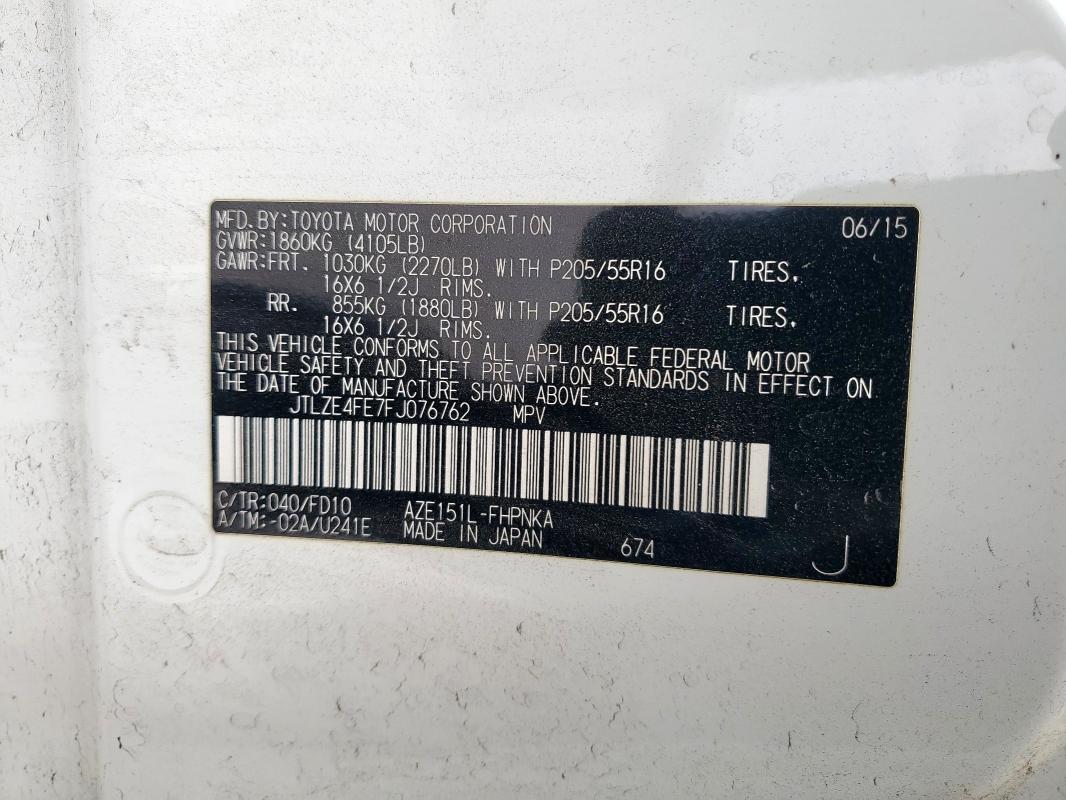 MFD.BY:TOYOTA MOTOR CORPORATION 06/15
GVWR:1860KG (4105LB)
GAWR:FRT. 1030KG (2270LB) WITH P205/55R16 TIRES,
16X6 1/2J RIMS.
RR. 855KG (1880LB) WITH P205/55R16 TIRES,
16X6 1/2J RIMS.
THIS VEHICLE CONFORMS TO ALL APPLICABLE FEDERAL MOTOR
VEHICLE SAFETY AND THEFT PREVENTION STANDARDS IN EFFECT ON
THE DATE OF MANUFACTURE SHOWN ABOVE.
JTLZE4FE7FJ076762 MPV
C/TR:040/FD10 AZE151L-FHPNKA
A/TM:-02A/U241E MADE IN JAPAN 674 J